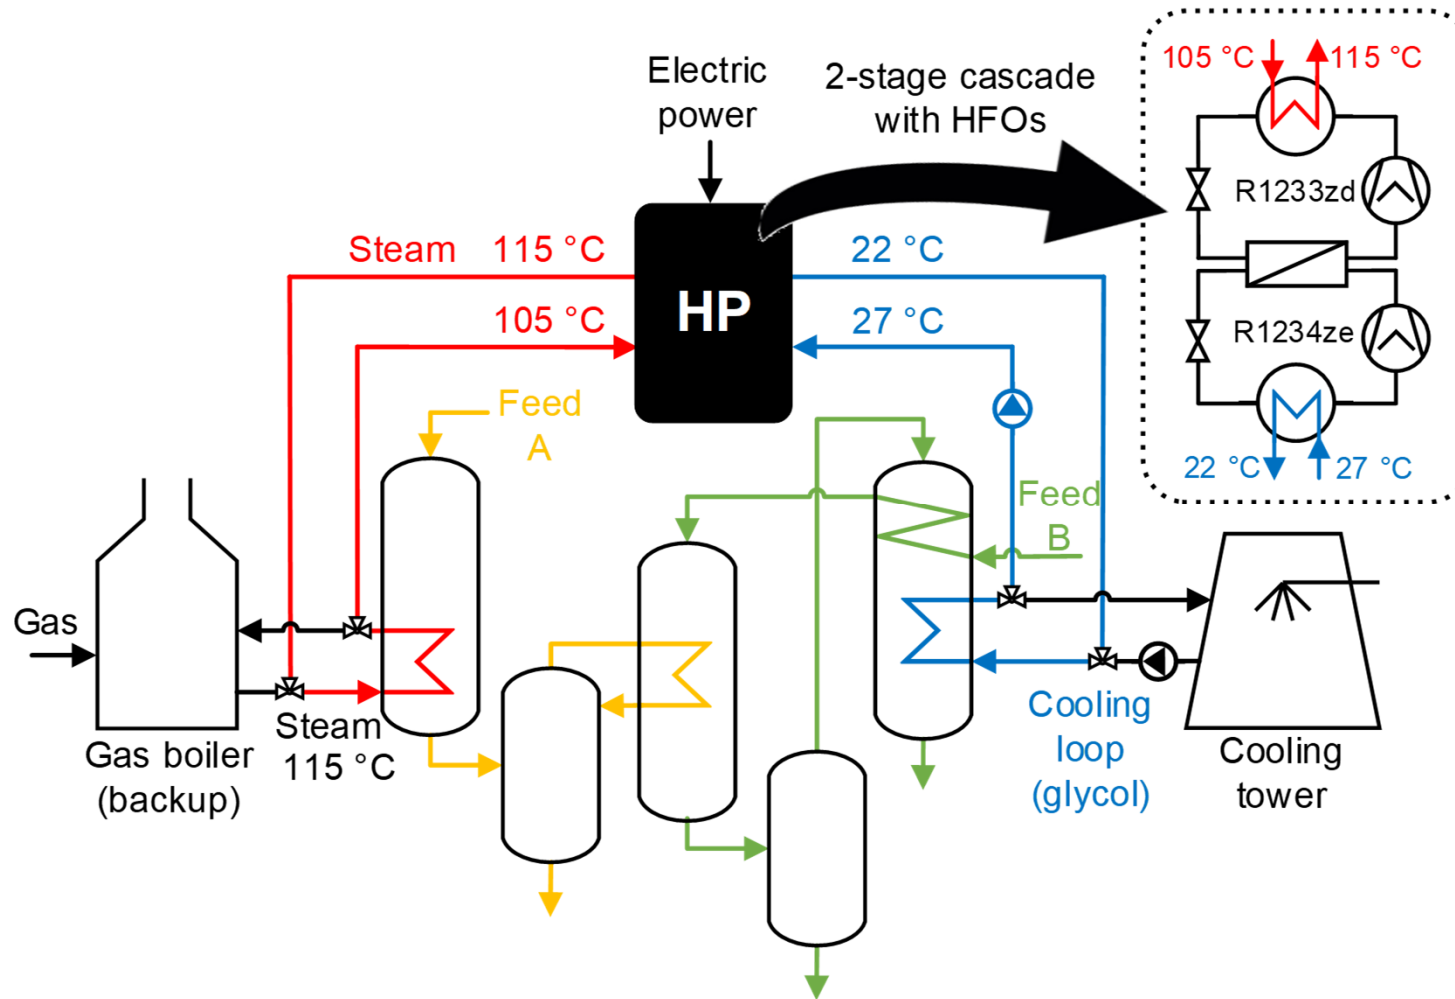 Electric
power
2-stage cascade
with HFOs
105 °C
115 °C
R1233zd
R1234ze
22 °C
27 °C
Steam 115 °C
105 °C
HP
22 °C
27 °C
Feed
A
Feed
B
Gas
Gas boiler
(backup)
Steam
115 °C
Cooling
loop
(glycol)
Cooling
tower